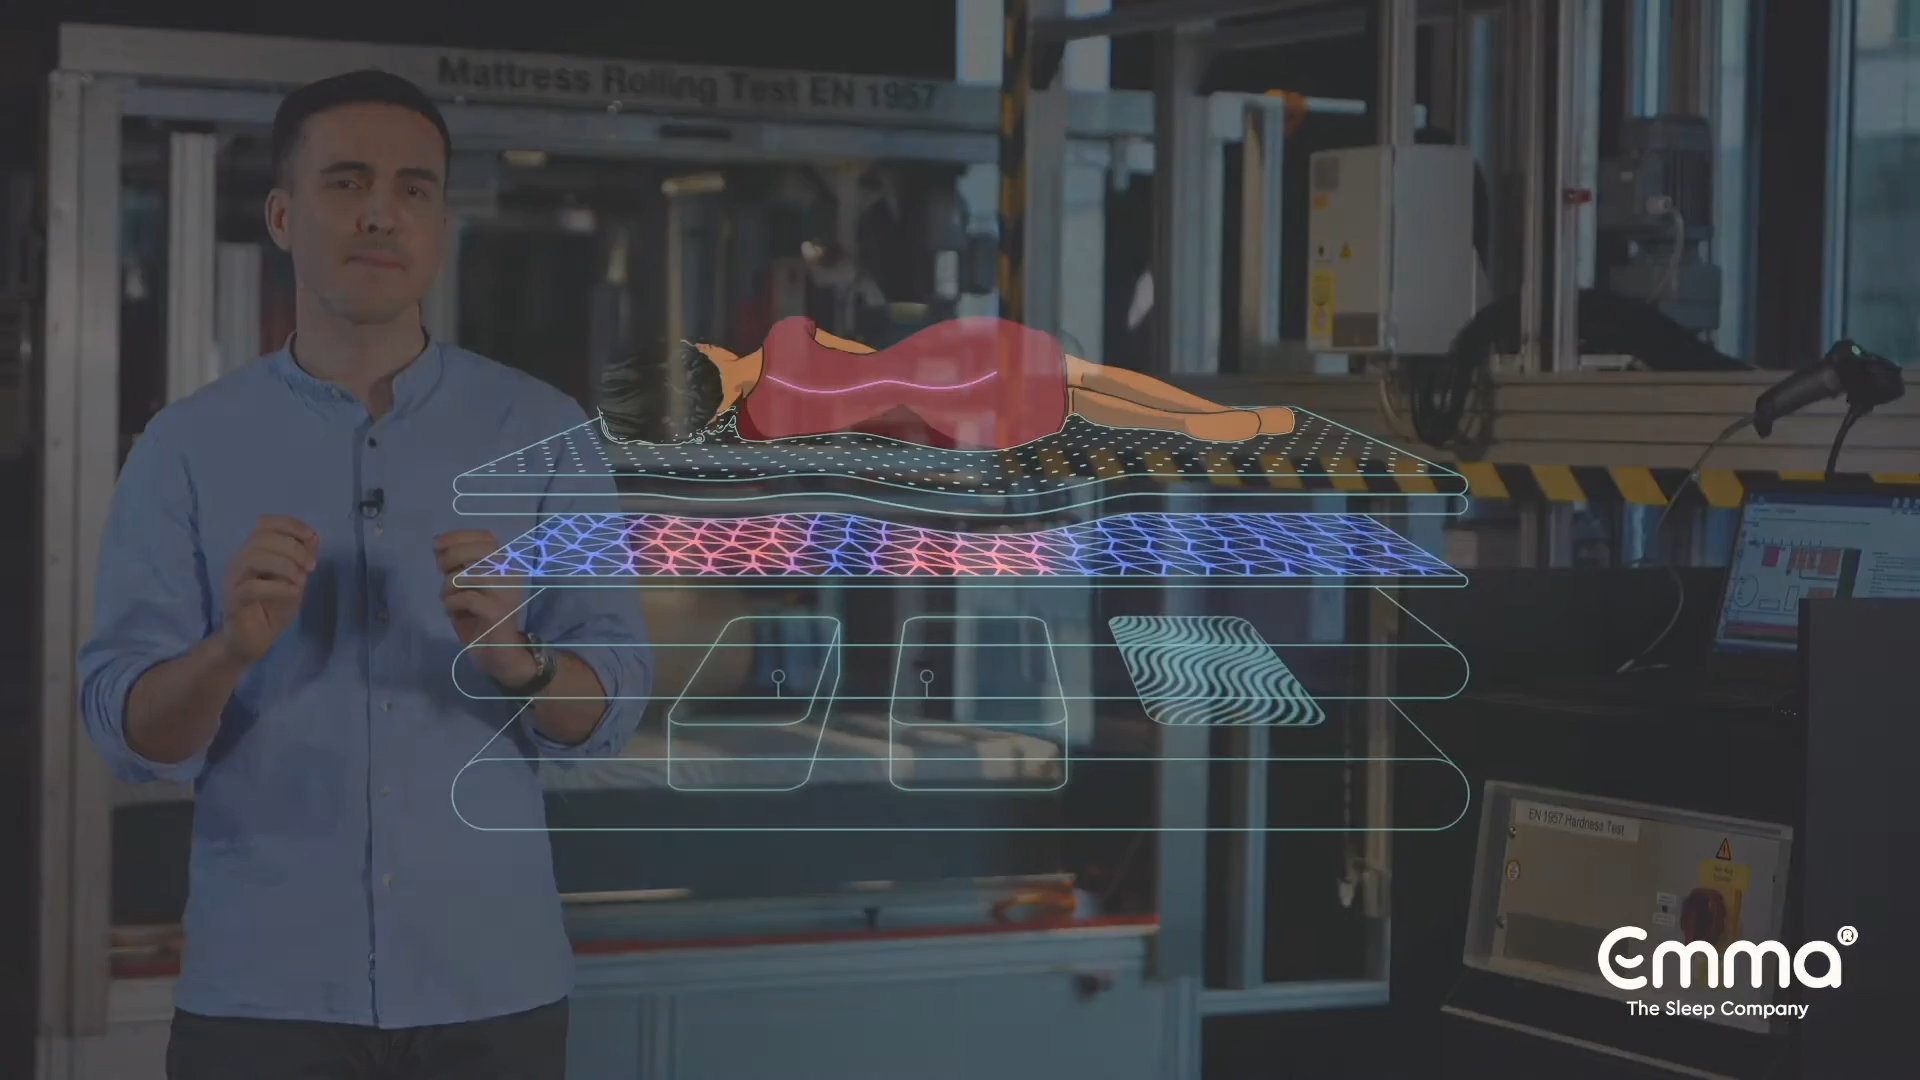 Mattress Rolling Test EN 1957
EN 1957 Hardness Test
emma®
The Sleep Company